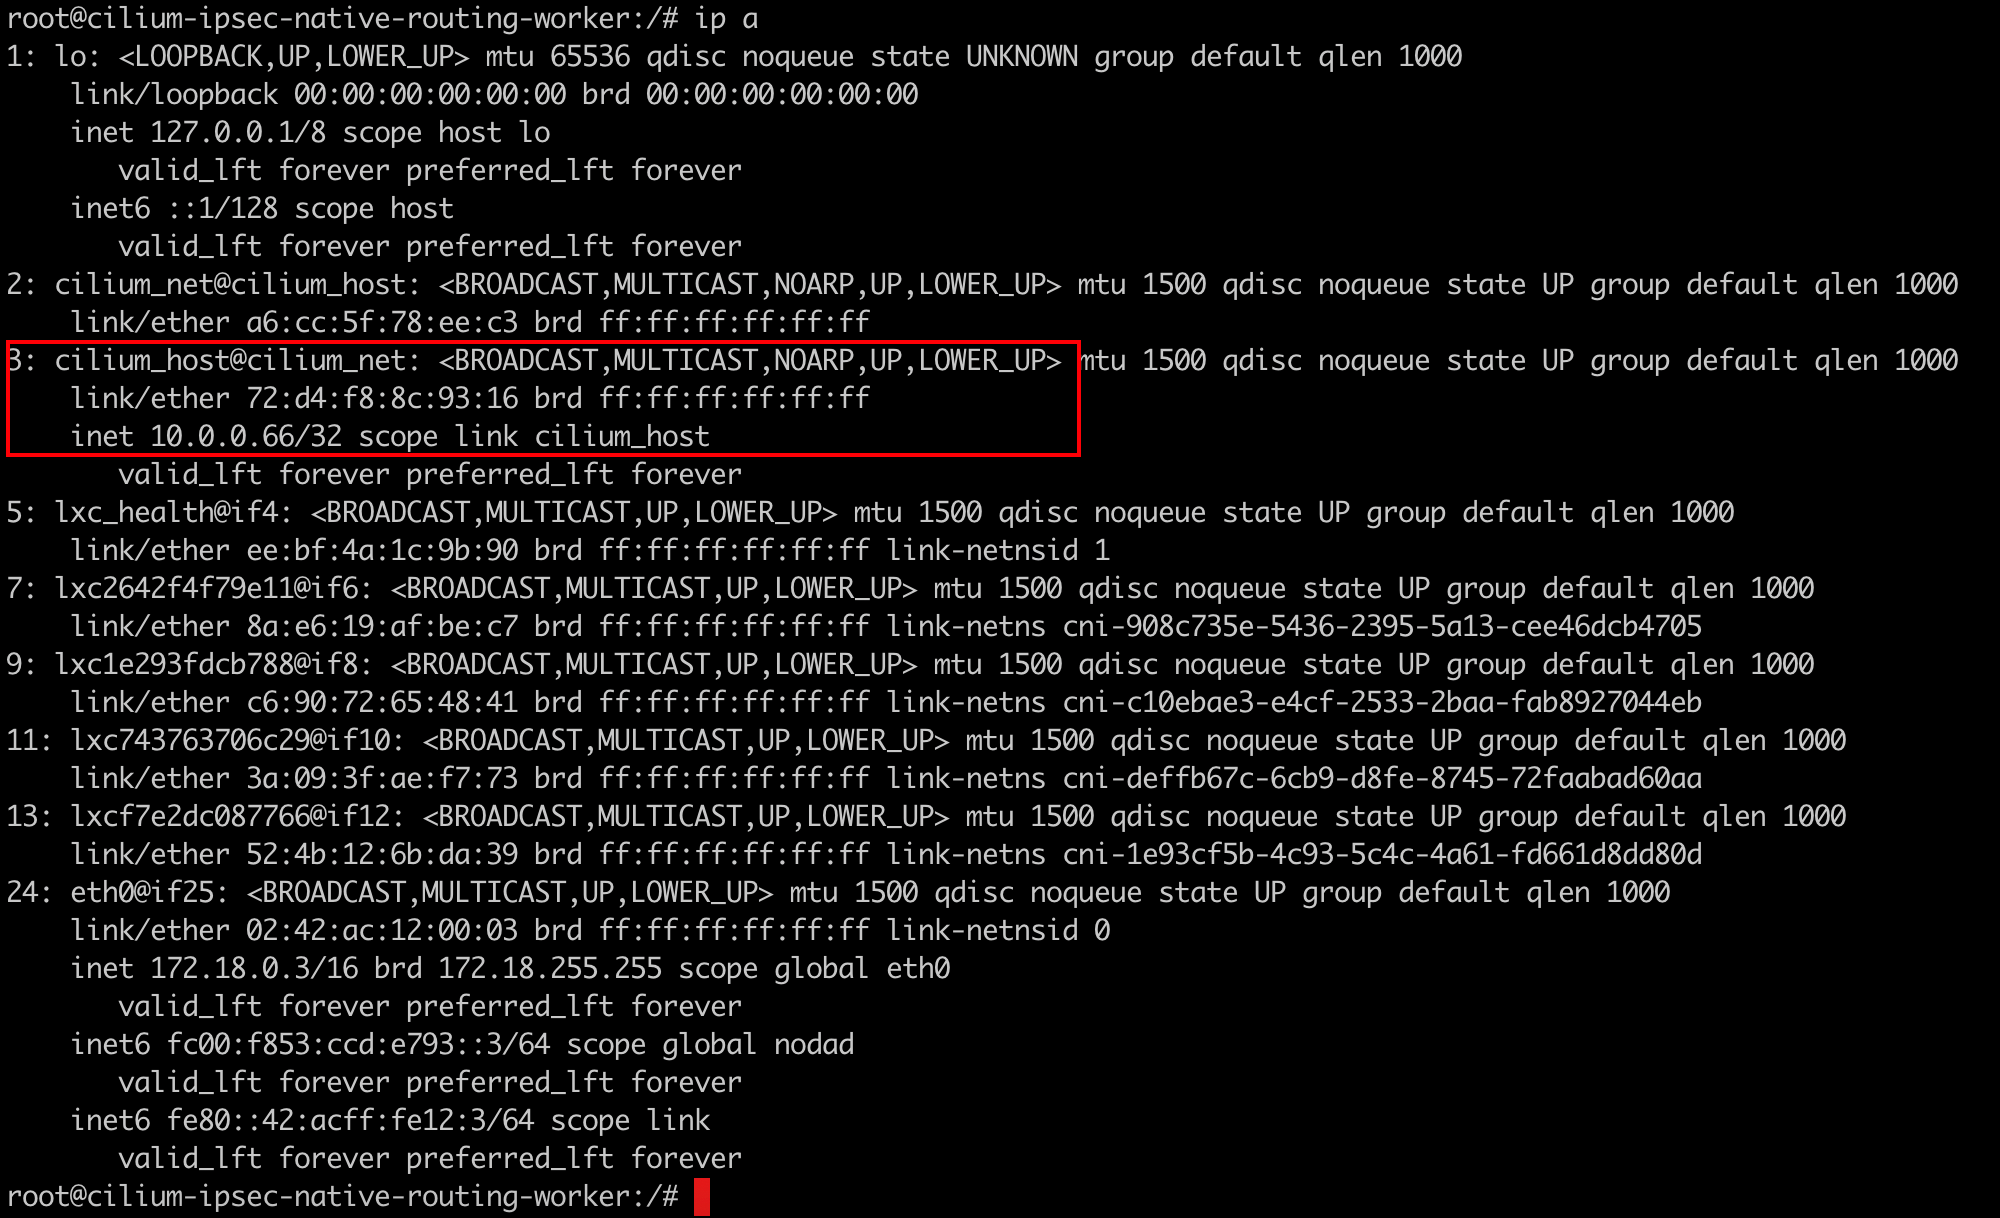 root@cilium-ipsec-native-routing-worker:/# ip a
1: lo: <LOOPBACK,UP,LOWER_UP> mtu 65536 qdisc noqueue state UNKNOWN group default qlen 1000
    link/loopback 00:00:00:00:00:00 brd 00:00:00:00:00:00
    inet 127.0.0.1/8 scope host lo
       valid_lft forever preferred_lft forever
    inet6 ::1/128 scope host
       valid_lft forever preferred_lft forever
2: cilium_net@cilium_host: <BROADCAST,MULTICAST,NOARP,UP,LOWER_UP> mtu 1500 qdisc noqueue state UP group default qlen 1000
    link/ether a6:cc:5f:78:ee:c3 brd ff:ff:ff:ff:ff:ff
3: cilium_host@cilium_net: <BROADCAST,MULTICAST,NOARP,UP,LOWER_UP> mtu 1500 qdisc noqueue state UP group default qlen 1000
    link/ether 72:d4:f8:8c:93:16 brd ff:ff:ff:ff:ff:ff
    inet 10.0.0.66/32 scope link cilium_host
       valid_lft forever preferred_lft forever
5: lxc_health@if4: <BROADCAST,MULTICAST,UP,LOWER_UP> mtu 1500 qdisc noqueue state UP group default qlen 1000
    link/ether ee:bf:4a:1c:9b:90 brd ff:ff:ff:ff:ff:ff link-netnsid 1
7: lxc2642f4f79e11@if6: <BROADCAST,MULTICAST,UP,LOWER_UP> mtu 1500 qdisc noqueue state UP group default qlen 1000
    link/ether 8a:e6:19:af:be:c7 brd ff:ff:ff:ff:ff:ff link-netns cni-908c735e-5436-2395-5a13-cee46dcb4705
9: lxc1e293fdcb788@if8: <BROADCAST,MULTICAST,UP,LOWER_UP> mtu 1500 qdisc noqueue state UP group default qlen 1000
    link/ether c6:90:72:65:48:41 brd ff:ff:ff:ff:ff:ff link-netns cni-c10ebae3-e4cf-2533-2baa-fab8927044eb
11: lxc743763706c29@if10: <BROADCAST,MULTICAST,UP,LOWER_UP> mtu 1500 qdisc noqueue state UP group default qlen 1000
    link/ether 3a:09:3f:ae:f7:73 brd ff:ff:ff:ff:ff:ff link-netns cni-deffb67c-6cb9-d8fe-8745-72faabad60aa
13: lxcf7e2dc087766@if12: <BROADCAST,MULTICAST,UP,LOWER_UP> mtu 1500 qdisc noqueue state UP group default qlen 1000
    link/ether 52:4b:12:6b:da:39 brd ff:ff:ff:ff:ff:ff link-netns cni-1e93cf5b-4c93-5c4c-4a61-fd661d8dd80d
24: eth0@if25: <BROADCAST,MULTICAST,UP,LOWER_UP> mtu 1500 qdisc noqueue state UP group default qlen 1000
    link/ether 02:42:ac:12:00:03 brd ff:ff:ff:ff:ff:ff link-netnsid 0
    inet 172.18.0.3/16 brd 172.18.255.255 scope global eth0
       valid_lft forever preferred_lft forever
    inet6 fc00:f853:ccd:e793::3/64 scope global nodad
       valid_lft forever preferred_lft forever
    inet6 fe80::42:acff:fe12:3/64 scope link
       valid_lft forever preferred_lft forever
root@cilium-ipsec-native-routing-worker:/#